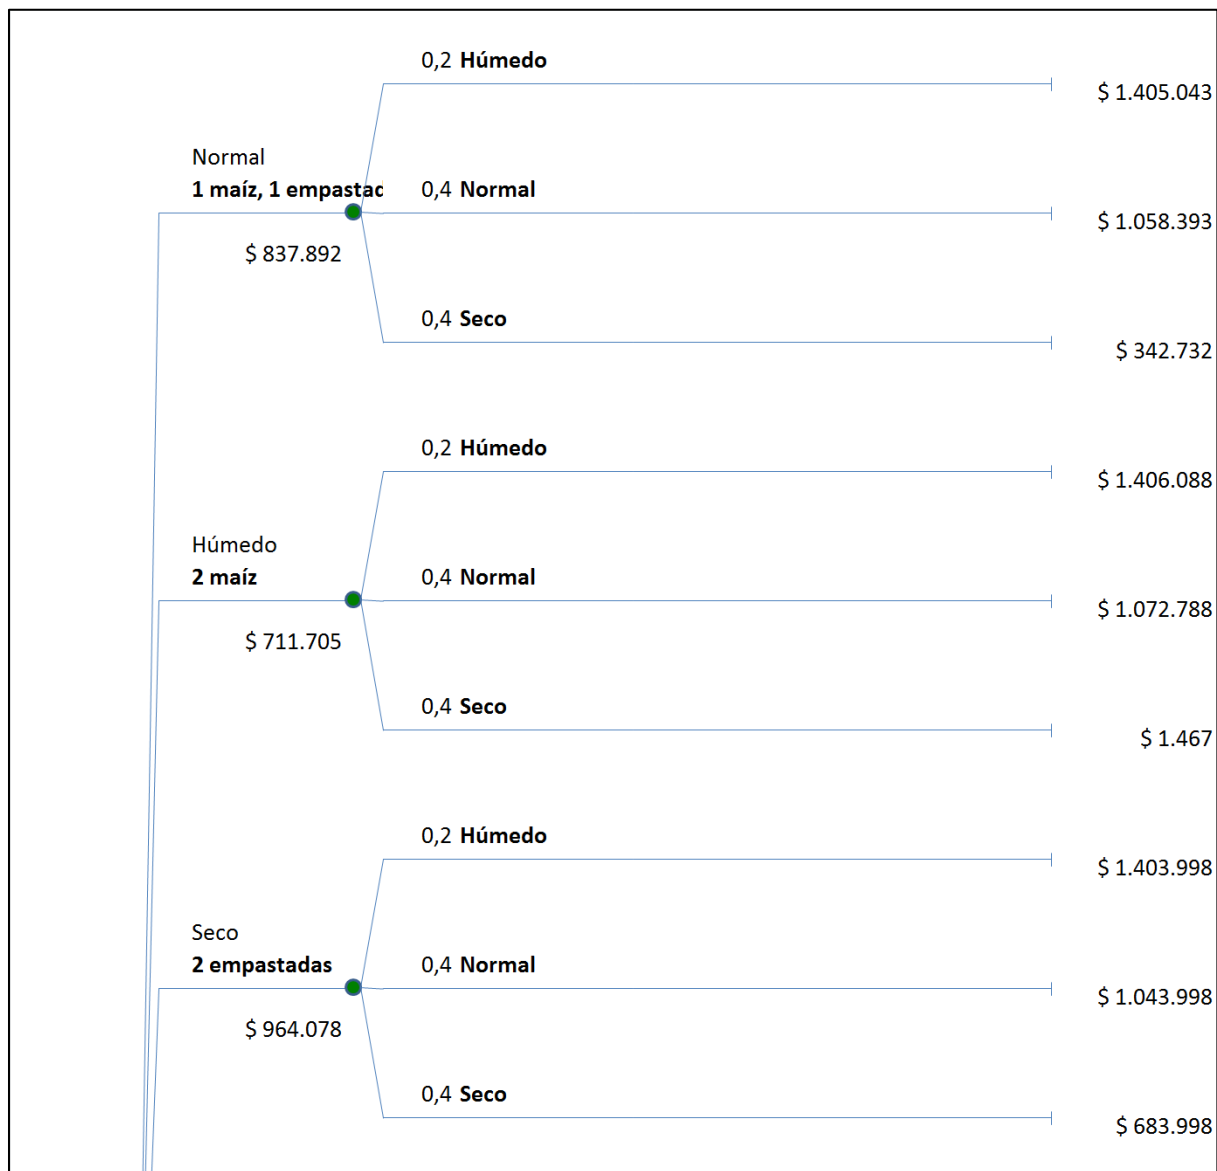 0,2 Húmedo
$ 1.405.043
Normal
1 maíz, 1 empastad
0,4 Normal
$ 1.058.393
$ 837.892
0,4 Seco
$ 342.732
0,2 Húmedo
$ 1.406.088
Húmedo
2 maíz
0,4 Normal
$ 1.072.788
$ 711.705
0,4 Seco
$ 1.467
0,2 Húmedo
$ 1.403.998
Seco
2 empastadas
0,4 Normal
$ 1.043.998
$ 964.078
0,4 Seco
$ 683.998